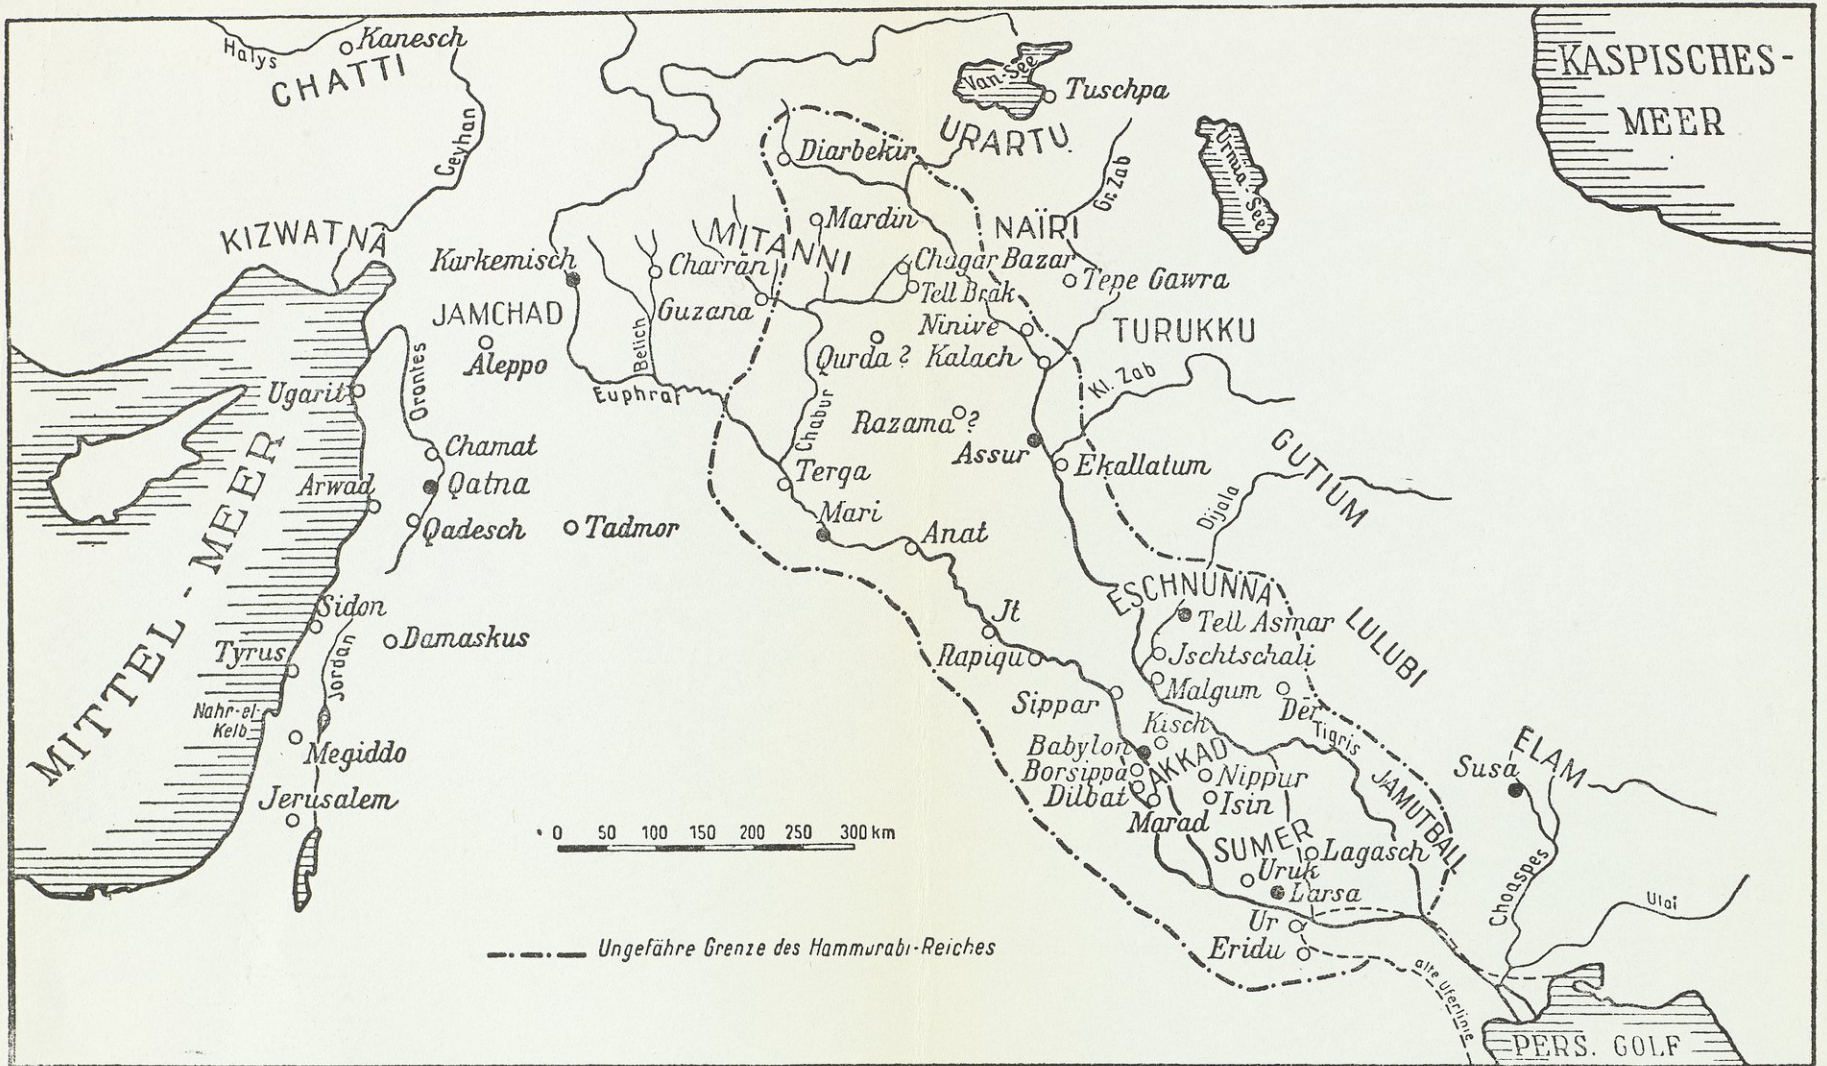 Halys
Kanesch
CHATTI
Ceyhan
Van-See
Tuschpa
URARTU
Urmia-See
KASPISCHES-
MEER
Diarbekir
Gr. Zab
KIZWATNA
MITANNI
Mardin
NAÏRI
Karkemisch
Charrān
Chagar Bazar
Tepe Gawra
JAMCHAD
Guzana
Tell Brak
Aleppo
Belich
Ninive
TURUKKU
Qurda ?
Kalach
Ugarit
Orontes
Euphrat
Chabur
Kl. Zab
Razama ?
Assur
Ekallatum
GUTIUM
Chamat
Terqa
Arwad
Qatna
Dijala
MITTEL-MEER
Qadesch
Tadmor
Mari
Anat
ESCHNUNNA
Sidon
Jt
Tell Asmar
LULUBI
Tyrus
Jordan
Damaskus
Rapiqu
Jschtschali
Nahr-el-
Kelb
Sippar
Malgum
Dēr
Kisch
Tigris
Megiddo
Babylon
AKKAD
Borsippa
Nippur
JAMUTBALL
Susa
ELAM
Jerusalem
Dilbat
Isin
Marad
0 50 100 150 200 250 300 km
SUMER
Lagasch
Uruk
Larsa
Choaspes
Ulai
Ur
Ungefähre Grenze des Hammurabi-Reiches
Eridu
alte Uferlinie
PERS. GOLF